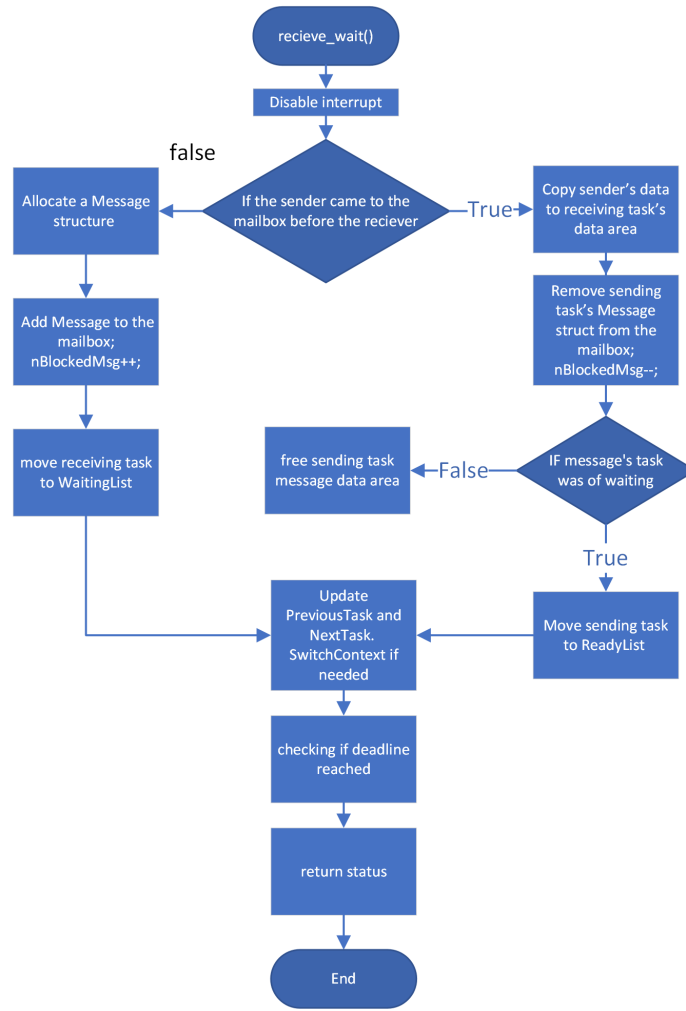 recieve_wait()
Disable interrupt
false
If the sender came to the
mailbox before the reciever
True
Allocate a Message
structure
Copy sender's data
to receiving task's
data area
Add Message to the
mailbox;
nBlockedMsg++;
Remove sending
task's Message
struct from the
mailbox;
nBlockedMsg--;
move receiving task
to WaitingList
free sending task
message data area
False
IF message's task
was of waiting
True
Update
PreviousTask and
NextTask.
SwitchContext if
needed
Move sending task
to ReadyList
checking if deadline
reached
return status
End